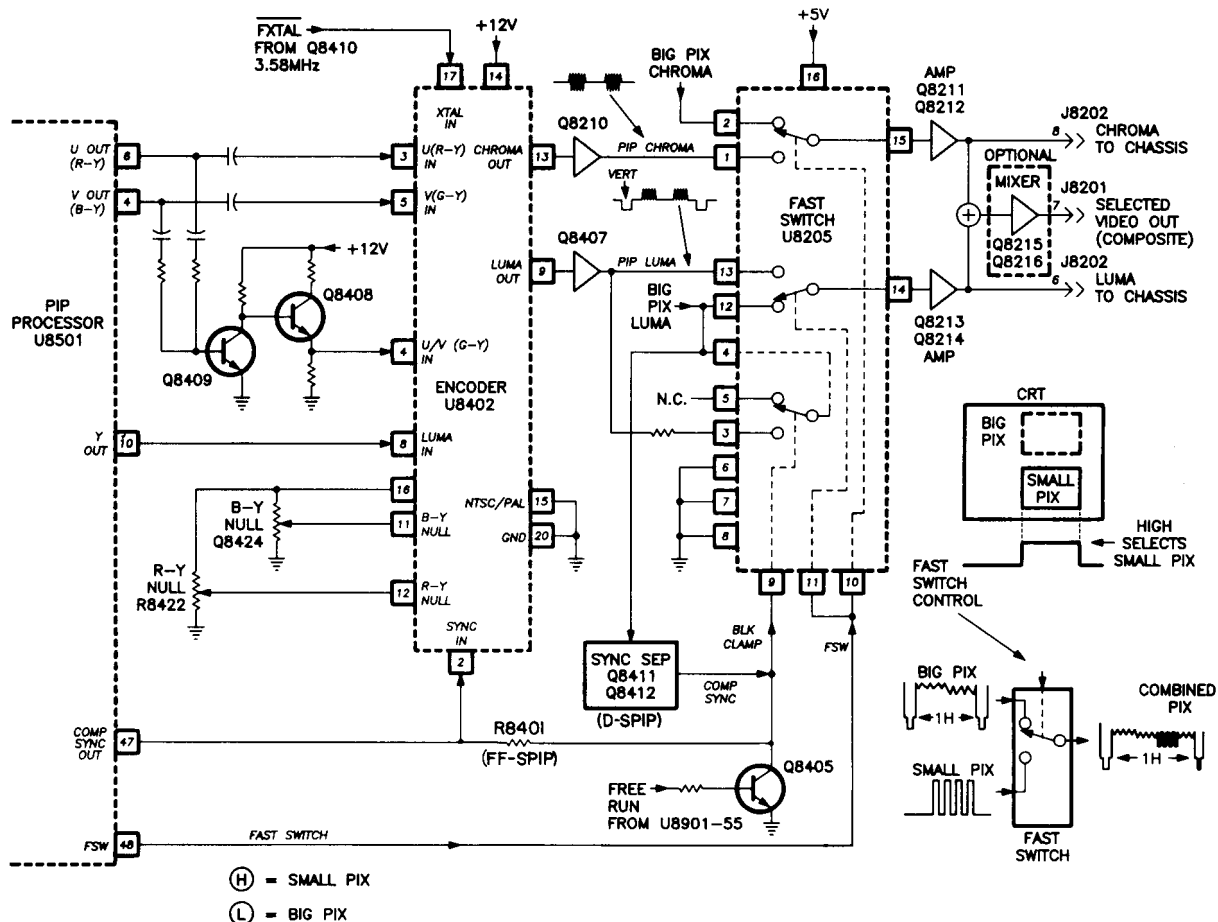 FXTAL
FROM Q8410
3.58MHz
+12V
17
14
XTAL
IN
U OUT
(R-Y)
6
3
U(R-Y)
IN
CHROMA
OUT
13
V OUT
(B-Y)
4
5
V(G-Y)
IN
+12V
Q8408
Q8409
PIP
PROCESSOR
U8501
LUMA
OUT
9
4
U/V (G-Y)
IN
ENCODER
U8402
Y
OUT
10
8
LUMA
IN
16
B-Y
NULL
Q8424
11
B-Y
NULL
NTSC/PAL
15
GND
20
R-Y
NULL
R8422
12
R-Y
NULL
SYNC
IN
2
COMP
SYNC
OUT
47
R8401
(FF-SPIP)
FSW
48
FAST SWITCH
H = SMALL PIX
L = BIG PIX
BIG PIX
CHROMA
Q8210
PIP CHROMA
VERT
Q8407
PIP LUMA
BIG
PIX
LUMA
N.C.
+5V
16
2
1
13
12
4
5
3
6
7
8
FAST
SWITCH
U8205
15
14
9
11
10
BLK
CLAMP
FSW
SYNC SEP
Q8411
Q8412
(D-SPIP)
COMP
SYNC
Q8405
FREE
RUN
FROM U8901-55
AMP
Q8211
Q8212
J8202
8
CHROMA
TO CHASSIS
OPTIONAL
MIXER
Q8215
Q8216
J8201
7
SELECTED
VIDEO OUT
(COMPOSITE)
J8202
6
LUMA
TO CHASSIS
Q8213
Q8214
AMP
CRT
BIG
PIX
SMALL
PIX
HIGH
SELECTS
SMALL PIX
FAST
SWITCH
CONTROL
BIG PIX
1H
SMALL PIX
COMBINED
PIX
1H
FAST
SWITCH